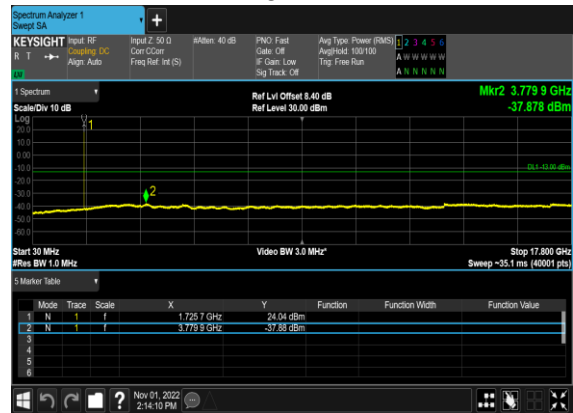 Spectrum Analyzer 1
Swept SA
+
KEYSIGHT Input: RF Input Z: 50 Ω #Atten: 40 dB PNO: Fast Avg Type: Power (RMS) 1 2 3 4 5 6
R T Coupling: DC Corr CCorr Gate: Off Avg|Hold: 100/100 A W W W W W
Align: Auto Freq Ref: Int (S) IF Gain: Low Trig: Free Run
LXI Sig Track: Off A N N N N N
1 Spectrum Ref Lvl Offset 8.40 dB Mkr2 3.779 9 GHz
Scale/Div 10 dB Ref Level 30.00 dBm -37.878 dBm
Log
1
20.0
10.0
0.00
-10.0
DL1 -13.00 dBm
-20.0
-30.0
2
-40.0
-50.0
-60.0
Start 30 MHz Video BW 3.0 MHz* Stop 17.800 GHz
#Res BW 1.0 MHz Sweep ~35.1 ms (40001 pts)
5 Marker Table
Mode Trace Scale X Y Function Function Width Function Value
1 N 1 f 1.725 7 GHz 24.04 dBm
2 N 1 f 3.779 9 GHz -37.88 dBm
3
4
5
6
? Nov 01, 2022
2:14:10 PM